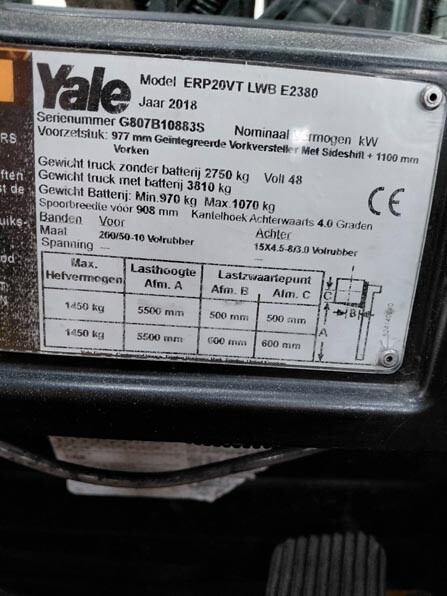 Yale
Model ERP20VT LWB E2380
Jaar 2018
Serienummer G807B10883S Nominaal vermogen kW
Voorzetstuk: 977 mm Geintegreerde Vorkversteller Met Sideshift + 1100 mm
Vorken
Gewicht truck zonder batterij 2750 kg Volt 48
Gewicht truck met batterij 3810 kg
Gewicht Batterij: Min. 970 kg Max 1070 kg
Spoorbreedte vóór 908 mm Kantelhoek Achterwaarts 4.0 Graden
Banden Voor Achter
Maat 200/50-10 Volrubber 15X4.5-8/3.0 Volrubber
Spanning --- ---
CE
Max. Hefvermogen Lasthoogte Afm. A Lastzwaartepunt
Afm. B Afm. C
1450 kg 5500 mm 500 mm 500 mm
1450 kg 5500 mm 600 mm 600 mm
C
B
A